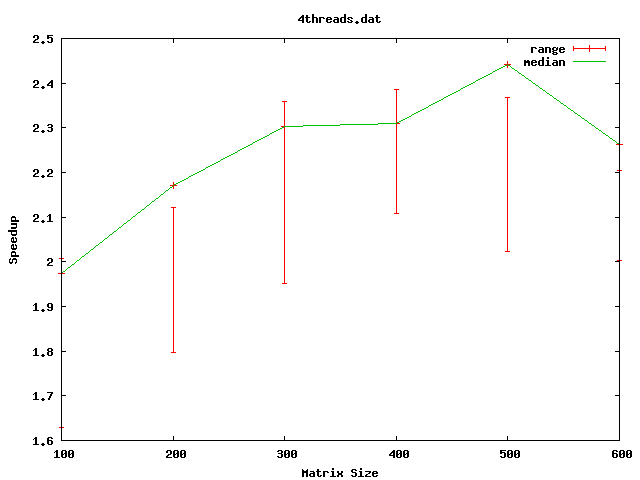 4threads.dat
range
median
2.5
2.4
2.3
2.2
2.1
2
1.9
1.8
1.7
1.6
Speedup
100 200 300 400 500 600
Matrix Size